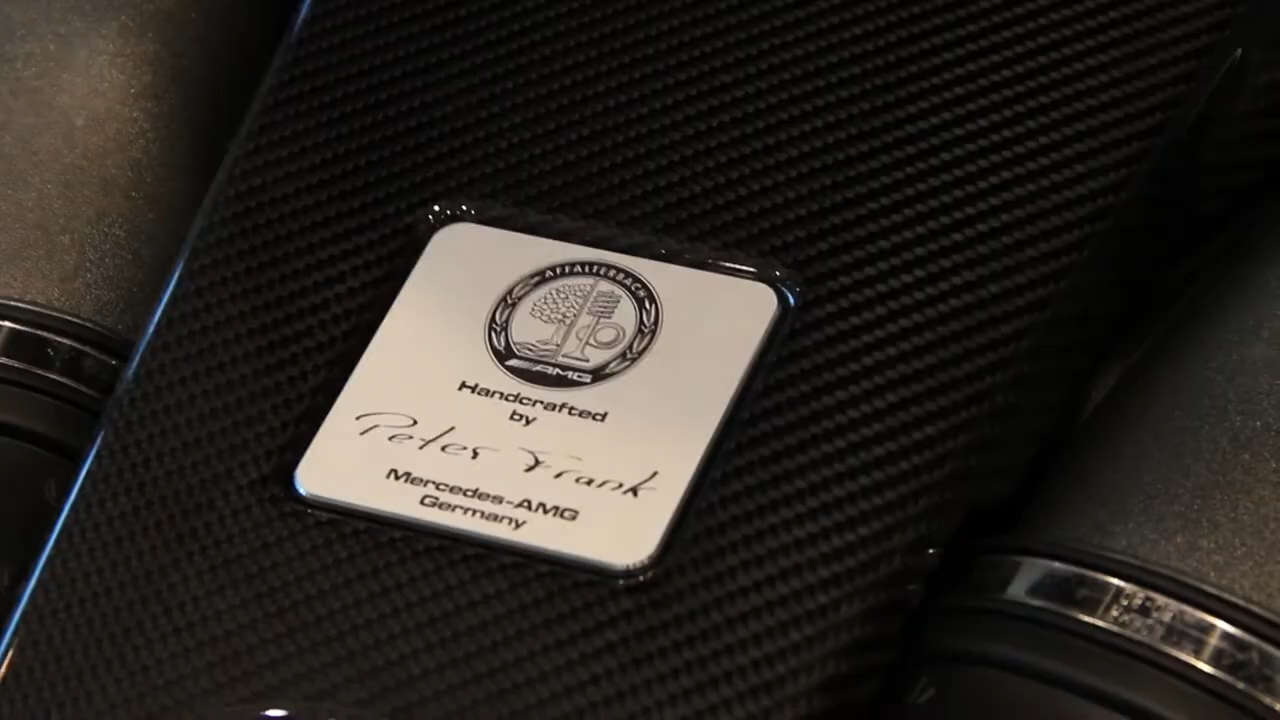 AFFALTERBACH
AMG
Handcrafted
by
Peter Frank
Mercedes-AMG
Germany